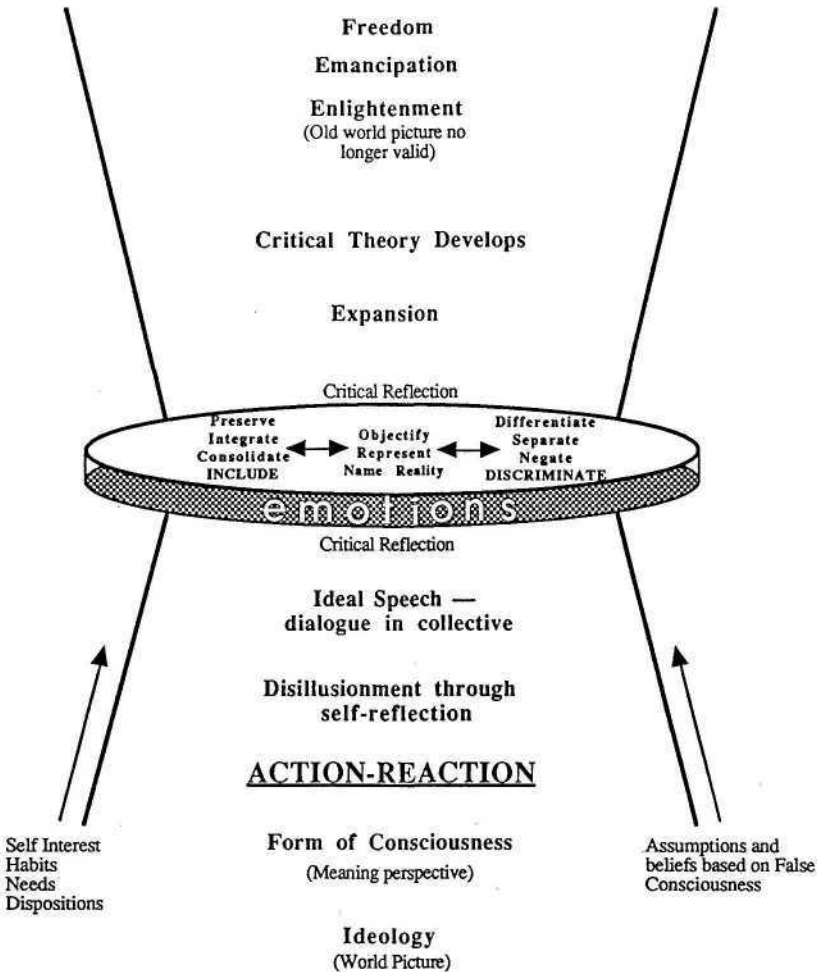 Freedom
Emancipation
Enlightenment
(Old world picture no
longer valid)
Critical Theory Develops
Expansion
Critical Reflection
Preserve
Integrate
Consolidate
INCLUDE
Objectify
Represent
Name Reality
Differentiate
Separate
Negate
DISCRIMINATE
emotions
Critical Reflection
Ideal Speech —
dialogue in collective
Disillusionment through
self-reflection
ACTION-REACTION
Self Interest
Habits
Needs
Dispositions
Form of Consciousness
(Meaning perspective)
Assumptions and
beliefs based on False
Consciousness
Ideology
(World Picture)